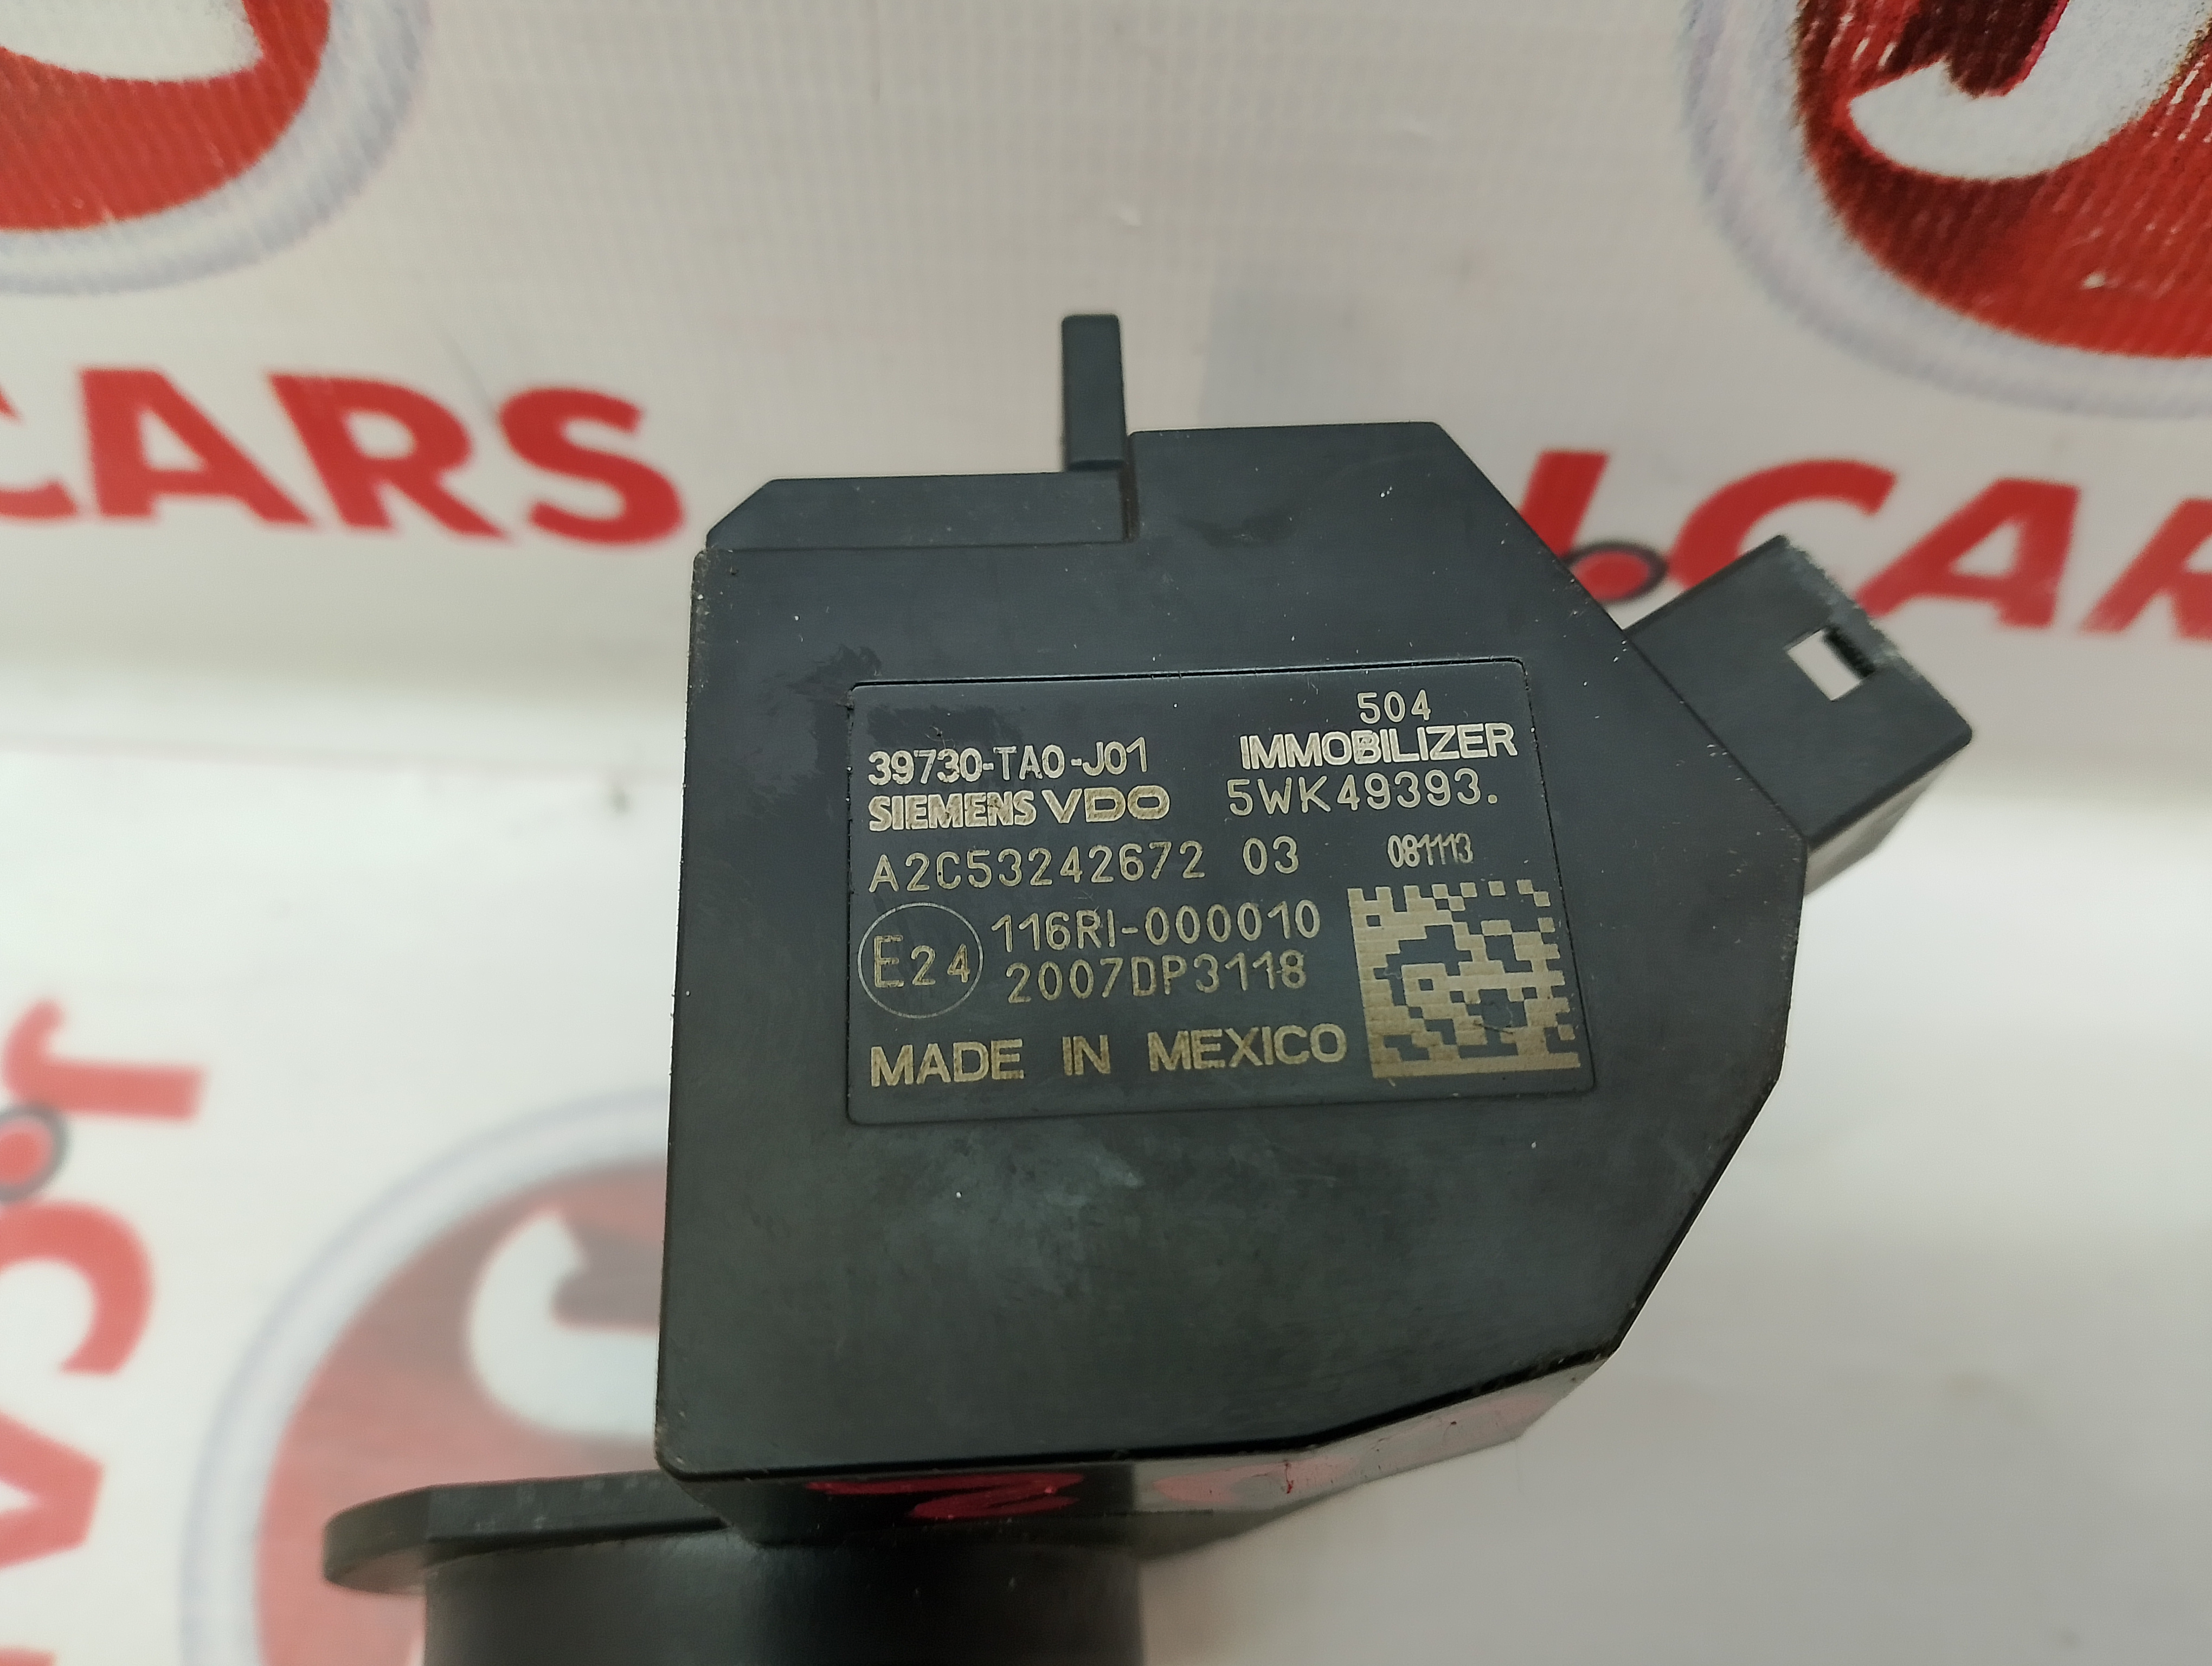 CARS
J.CAR
504
39730-TA0-J01 IMMOBILIZER
SIEMENS VDO 5WK49393.
A2C53242672 03 081113
E24 116RI-000010
2007DP3118
MADE IN MEXICO